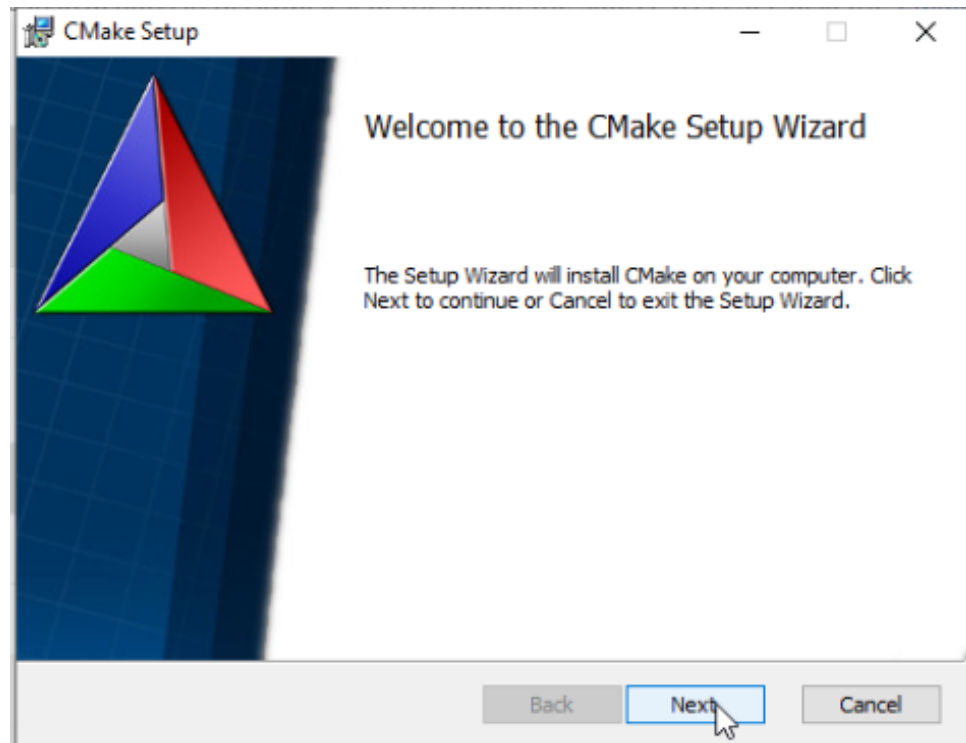 CMake Setup
Welcome to the CMake Setup Wizard
The Setup Wizard will install CMake on your computer. Click
Next to continue or Cancel to exit the Setup Wizard.
Back Next Cancel